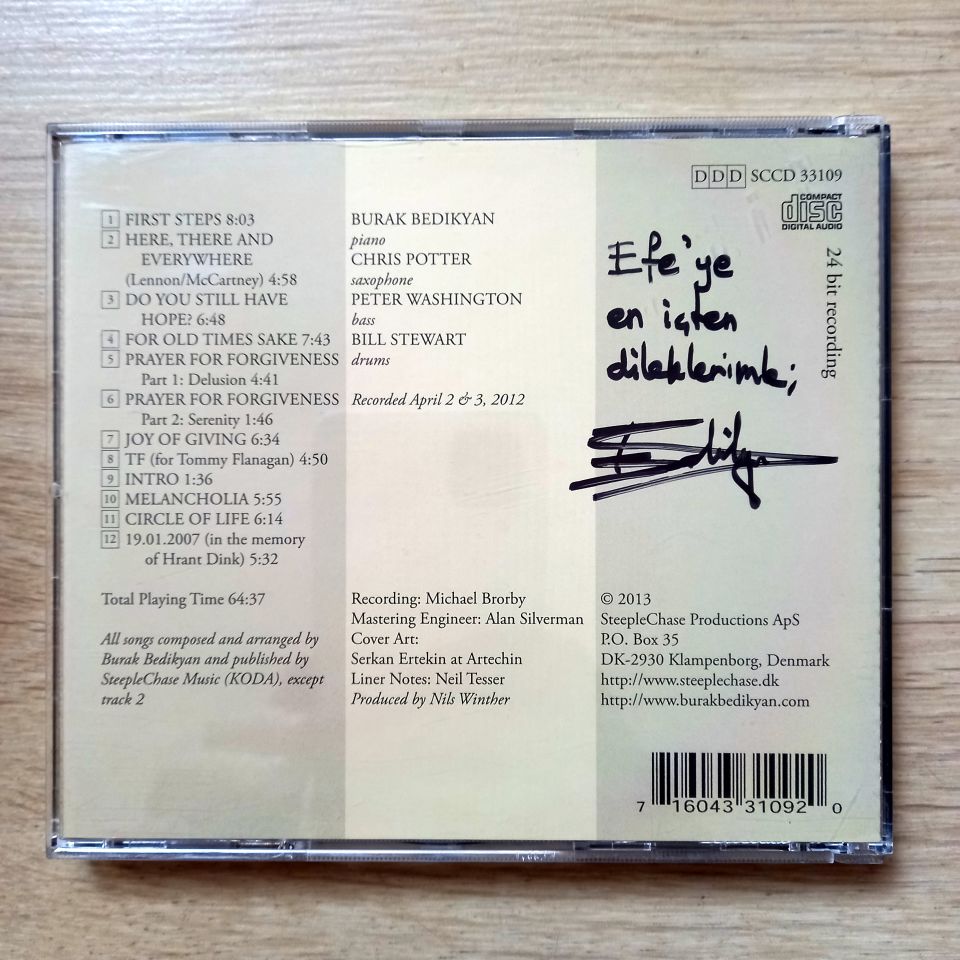 DDD SCCD 33109
COMPACT
disc
DIGITAL AUDIO
24 bit recording
1 FIRST STEPS 8:03
2 HERE, THERE AND
EVERYWHERE
(Lennon/McCartney) 4:58
3 DO YOU STILL HAVE
HOPE? 6:48
4 FOR OLD TIMES SAKE 7:43
5 PRAYER FOR FORGIVENESS
Part 1: Delusion 4:41
6 PRAYER FOR FORGIVENESS
Part 2: Serenity 1:46
7 JOY OF GIVING 6:34
8 TF (for Tommy Flanagan) 4:50
9 INTRO 1:36
10 MELANCHOLIA 5:55
11 CIRCLE OF LIFE 6:14
12 19.01.2007 (in the memory
of Hrant Dink) 5:32
Total Playing Time 64:37
All songs composed and arranged by
Burak Bedikyan and published by
SteepleChase Music (KODA), except
track 2
BURAK BEDIKYAN
piano
CHRIS POTTER
saxophone
PETER WASHINGTON
bass
BILL STEWART
drums
Recorded April 2 & 3, 2012
Recording: Michael Brorby
Mastering Engineer: Alan Silverman
Cover Art:
Serkan Ertekin at Artechin
Liner Notes: Neil Tesser
Produced by Nils Winther
Efe'ye
en içten
dileklerimle;
© 2013
SteepleChase Productions ApS
P.O. Box 35
DK-2930 Klampenborg, Denmark
http://www.steeplechase.dk
http://www.burakbedikyan.com
7 16043 31092 0